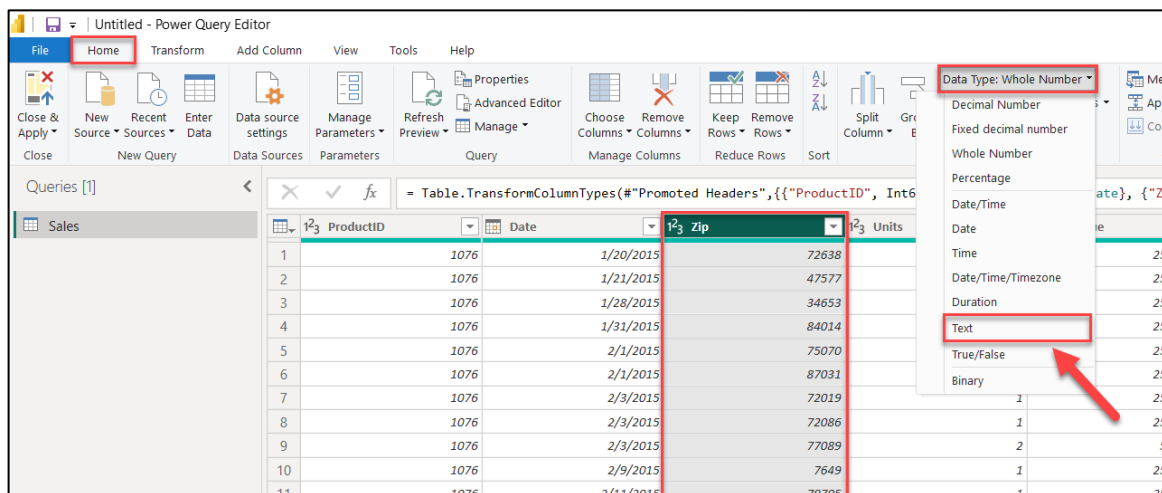 Untitled - Power Query Editor
File Home Transform Add Column View Tools Help
Close & Apply
New Source
Recent Sources
Enter Data
Data source settings
Manage Parameters
Refresh Preview
Properties
Advanced Editor
Manage
Choose Columns
Remove Columns
Keep Rows
Remove Rows
Split Column
Data Type: Whole Number
Close New Query Data Sources Parameters Query Manage Columns Reduce Rows Sort
Decimal Number
Fixed decimal number
Whole Number
Percentage
Date/Time
Date
Time
Date/Time/Timezone
Duration
Text
True/False
Binary
Queries [1]
Sales
fx = Table.TransformColumnTypes(#"Promoted Headers",{{"ProductID", Int6
ate}, {"Z
123 ProductID Date 123 Zip 123 Units
1 1076 1/20/2015 72638
2 1076 1/21/2015 47577
3 1076 1/28/2015 34653
4 1076 1/31/2015 84014
5 1076 2/1/2015 75070
6 1076 2/1/2015 87031
7 1076 2/3/2015 72019 1
8 1076 2/3/2015 72086 1
9 1076 2/3/2015 77089 2
10 1076 2/9/2015 7649 1